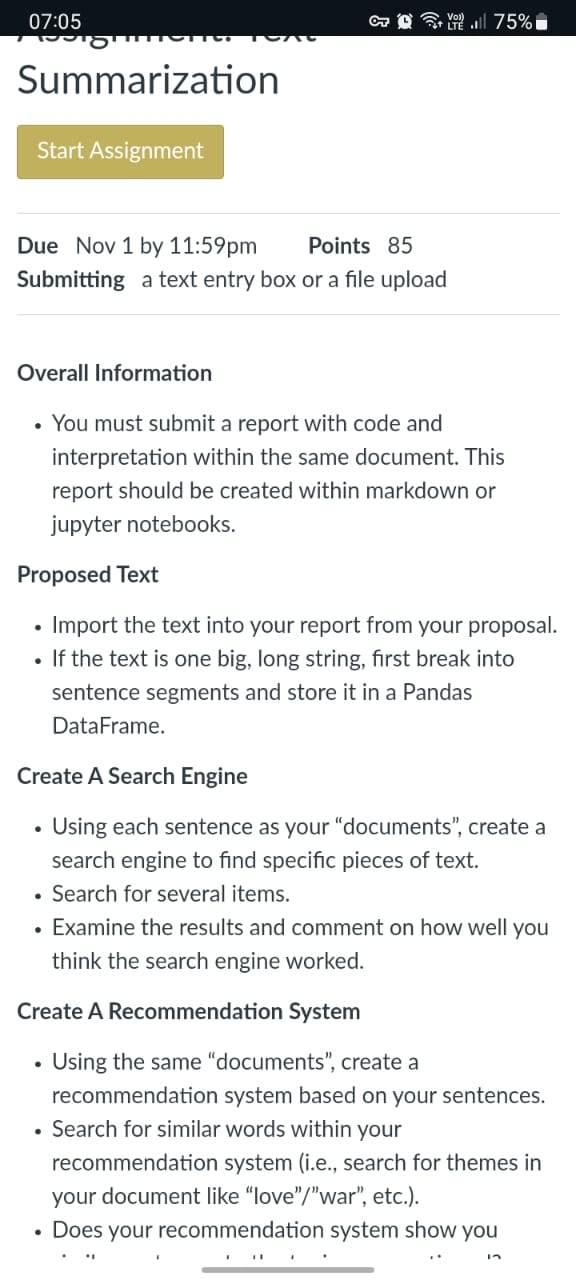 07:05
Vo)) LTE 75%
Summarization
Start Assignment
Due Nov 1 by 11:59pm Points 85
Submitting a text entry box or a file upload
Overall Information
• You must submit a report with code and
interpretation within the same document. This
report should be created within markdown or
jupyter notebooks.
Proposed Text
• Import the text into your report from your proposal.
• If the text is one big, long string, first break into
sentence segments and store it in a Pandas
DataFrame.
Create A Search Engine
• Using each sentence as your “documents”, create a
search engine to find specific pieces of text.
• Search for several items.
• Examine the results and comment on how well you
think the search engine worked.
Create A Recommendation System
• Using the same “documents”, create a
recommendation system based on your sentences.
• Search for similar words within your
recommendation system (i.e., search for themes in
your document like “love”/”war”, etc.).
• Does your recommendation system show you